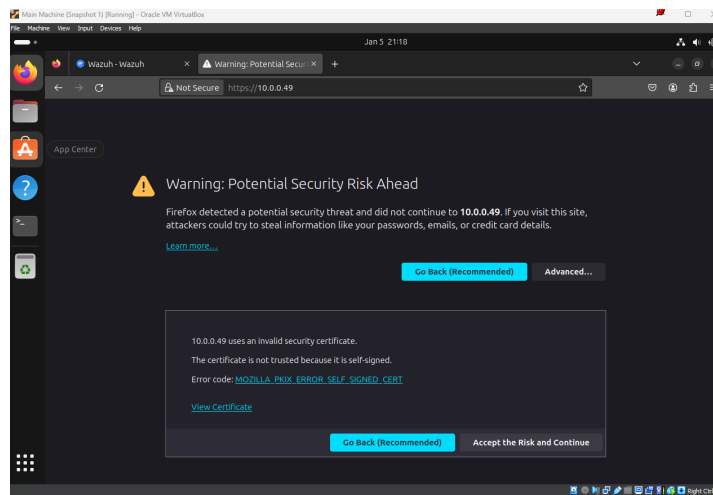 Main Machine (Snapshot 1) [Running] - Oracle VM VirtualBox
File Machine View Input Devices Help
Jan 5 21:18
Wazuh - Wazuh
Warning: Potential Secur
Not Secure https://10.0.0.49
App Center
Warning: Potential Security Risk Ahead
Firefox detected a potential security threat and did not continue to 10.0.0.49. If you visit this site,
attackers could try to steal information like your passwords, emails, or credit card details.
Learn more...
Go Back (Recommended) Advanced...
10.0.0.49 uses an invalid security certificate.
The certificate is not trusted because it is self-signed.
Error code: MOZILLA_PKIX_ERROR_SELF_SIGNED_CERT
View Certificate
Go Back (Recommended) Accept the Risk and Continue
Right Ctrl